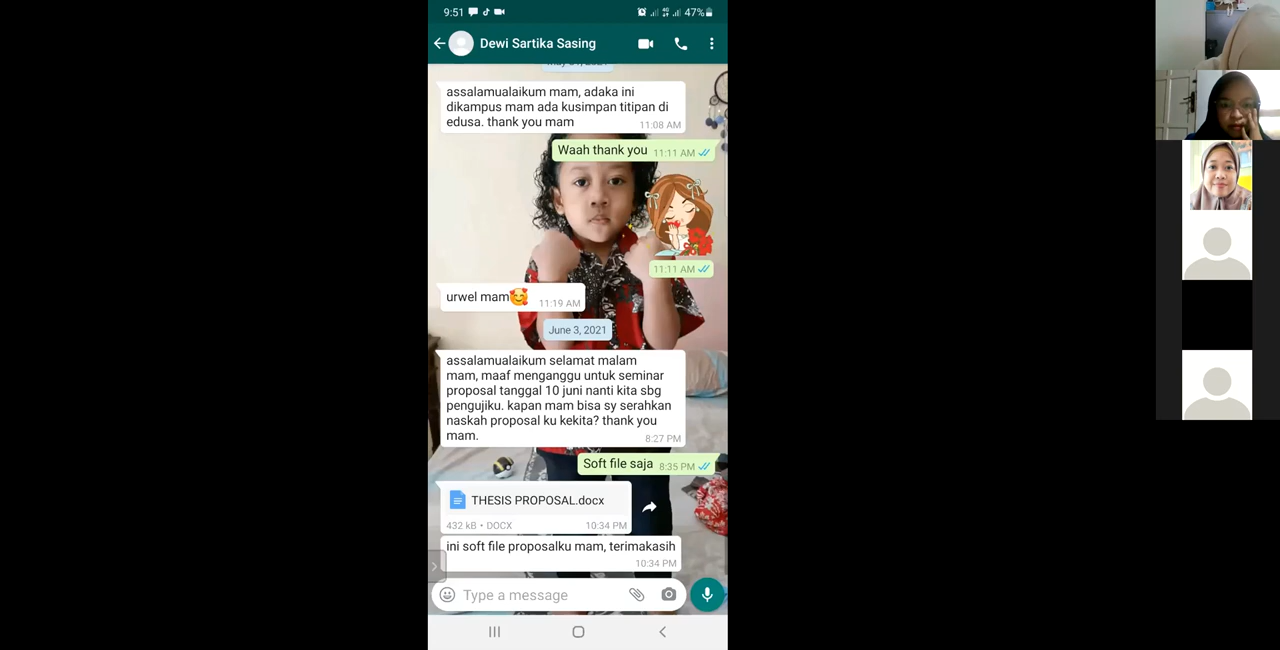 9:51
47%
Dewi Sartika Sasing
assalamualaikum mam, adaka ini
dikampus mam ada kusimpan titipan di
edusa. thank you mam
11:08 AM
Waah thank you
11:11 AM
11:11 AM
urwel mam
11:19 AM
June 3, 2021
assalamualaikum selamat malam
mam, maaf menganggu untuk seminar
proposal tanggal 10 juni nanti kita sbg
pengujiku. kapan mam bisa sy serahkan
naskah proposal ku kekita? thank you
mam.
8:27 PM
Soft file saja
8:35 PM
THESIS PROPOSAL.docx
432 kB • DOCX
10:34 PM
ini soft file proposalku mam, terimakasih
10:34 PM
Type a message